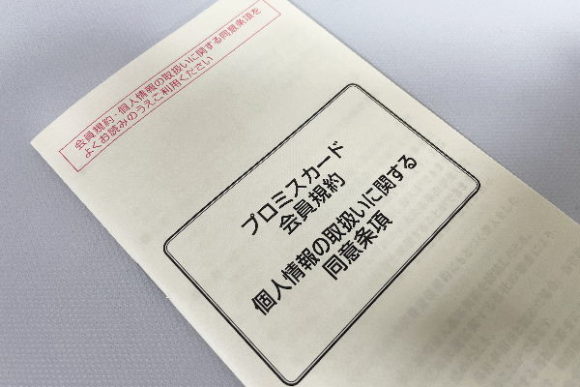 会員規約・個人情報の取扱いに関する同意条項を
よくお読みのうえご利用ください
プロミスカード
会員規約
個人情報の取扱いに関する
同意条項